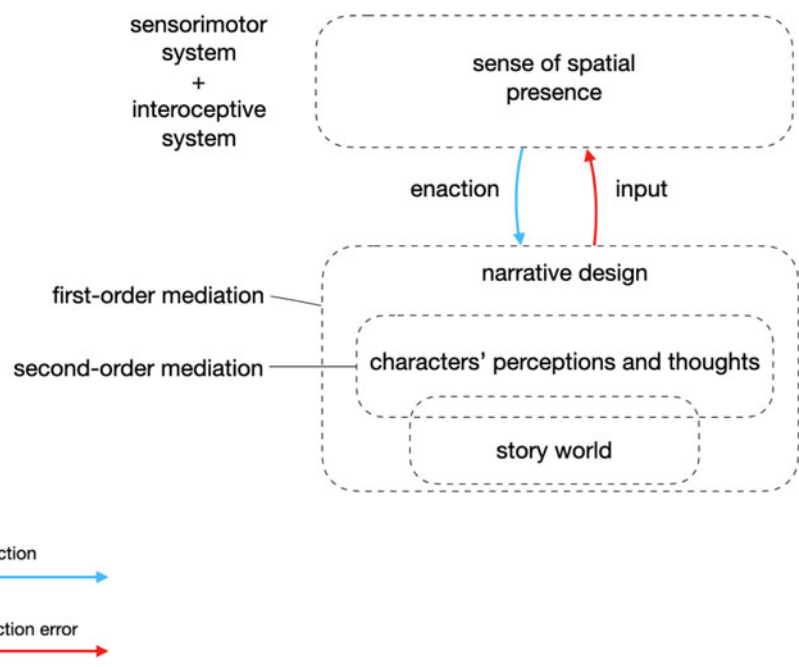 sensorimotor
system
+
interoceptive
system
sense of spatial
presence
enaction
input
narrative design
first-order mediation
second-order mediation
characters' perceptions and thoughts
story world
ction
ction error